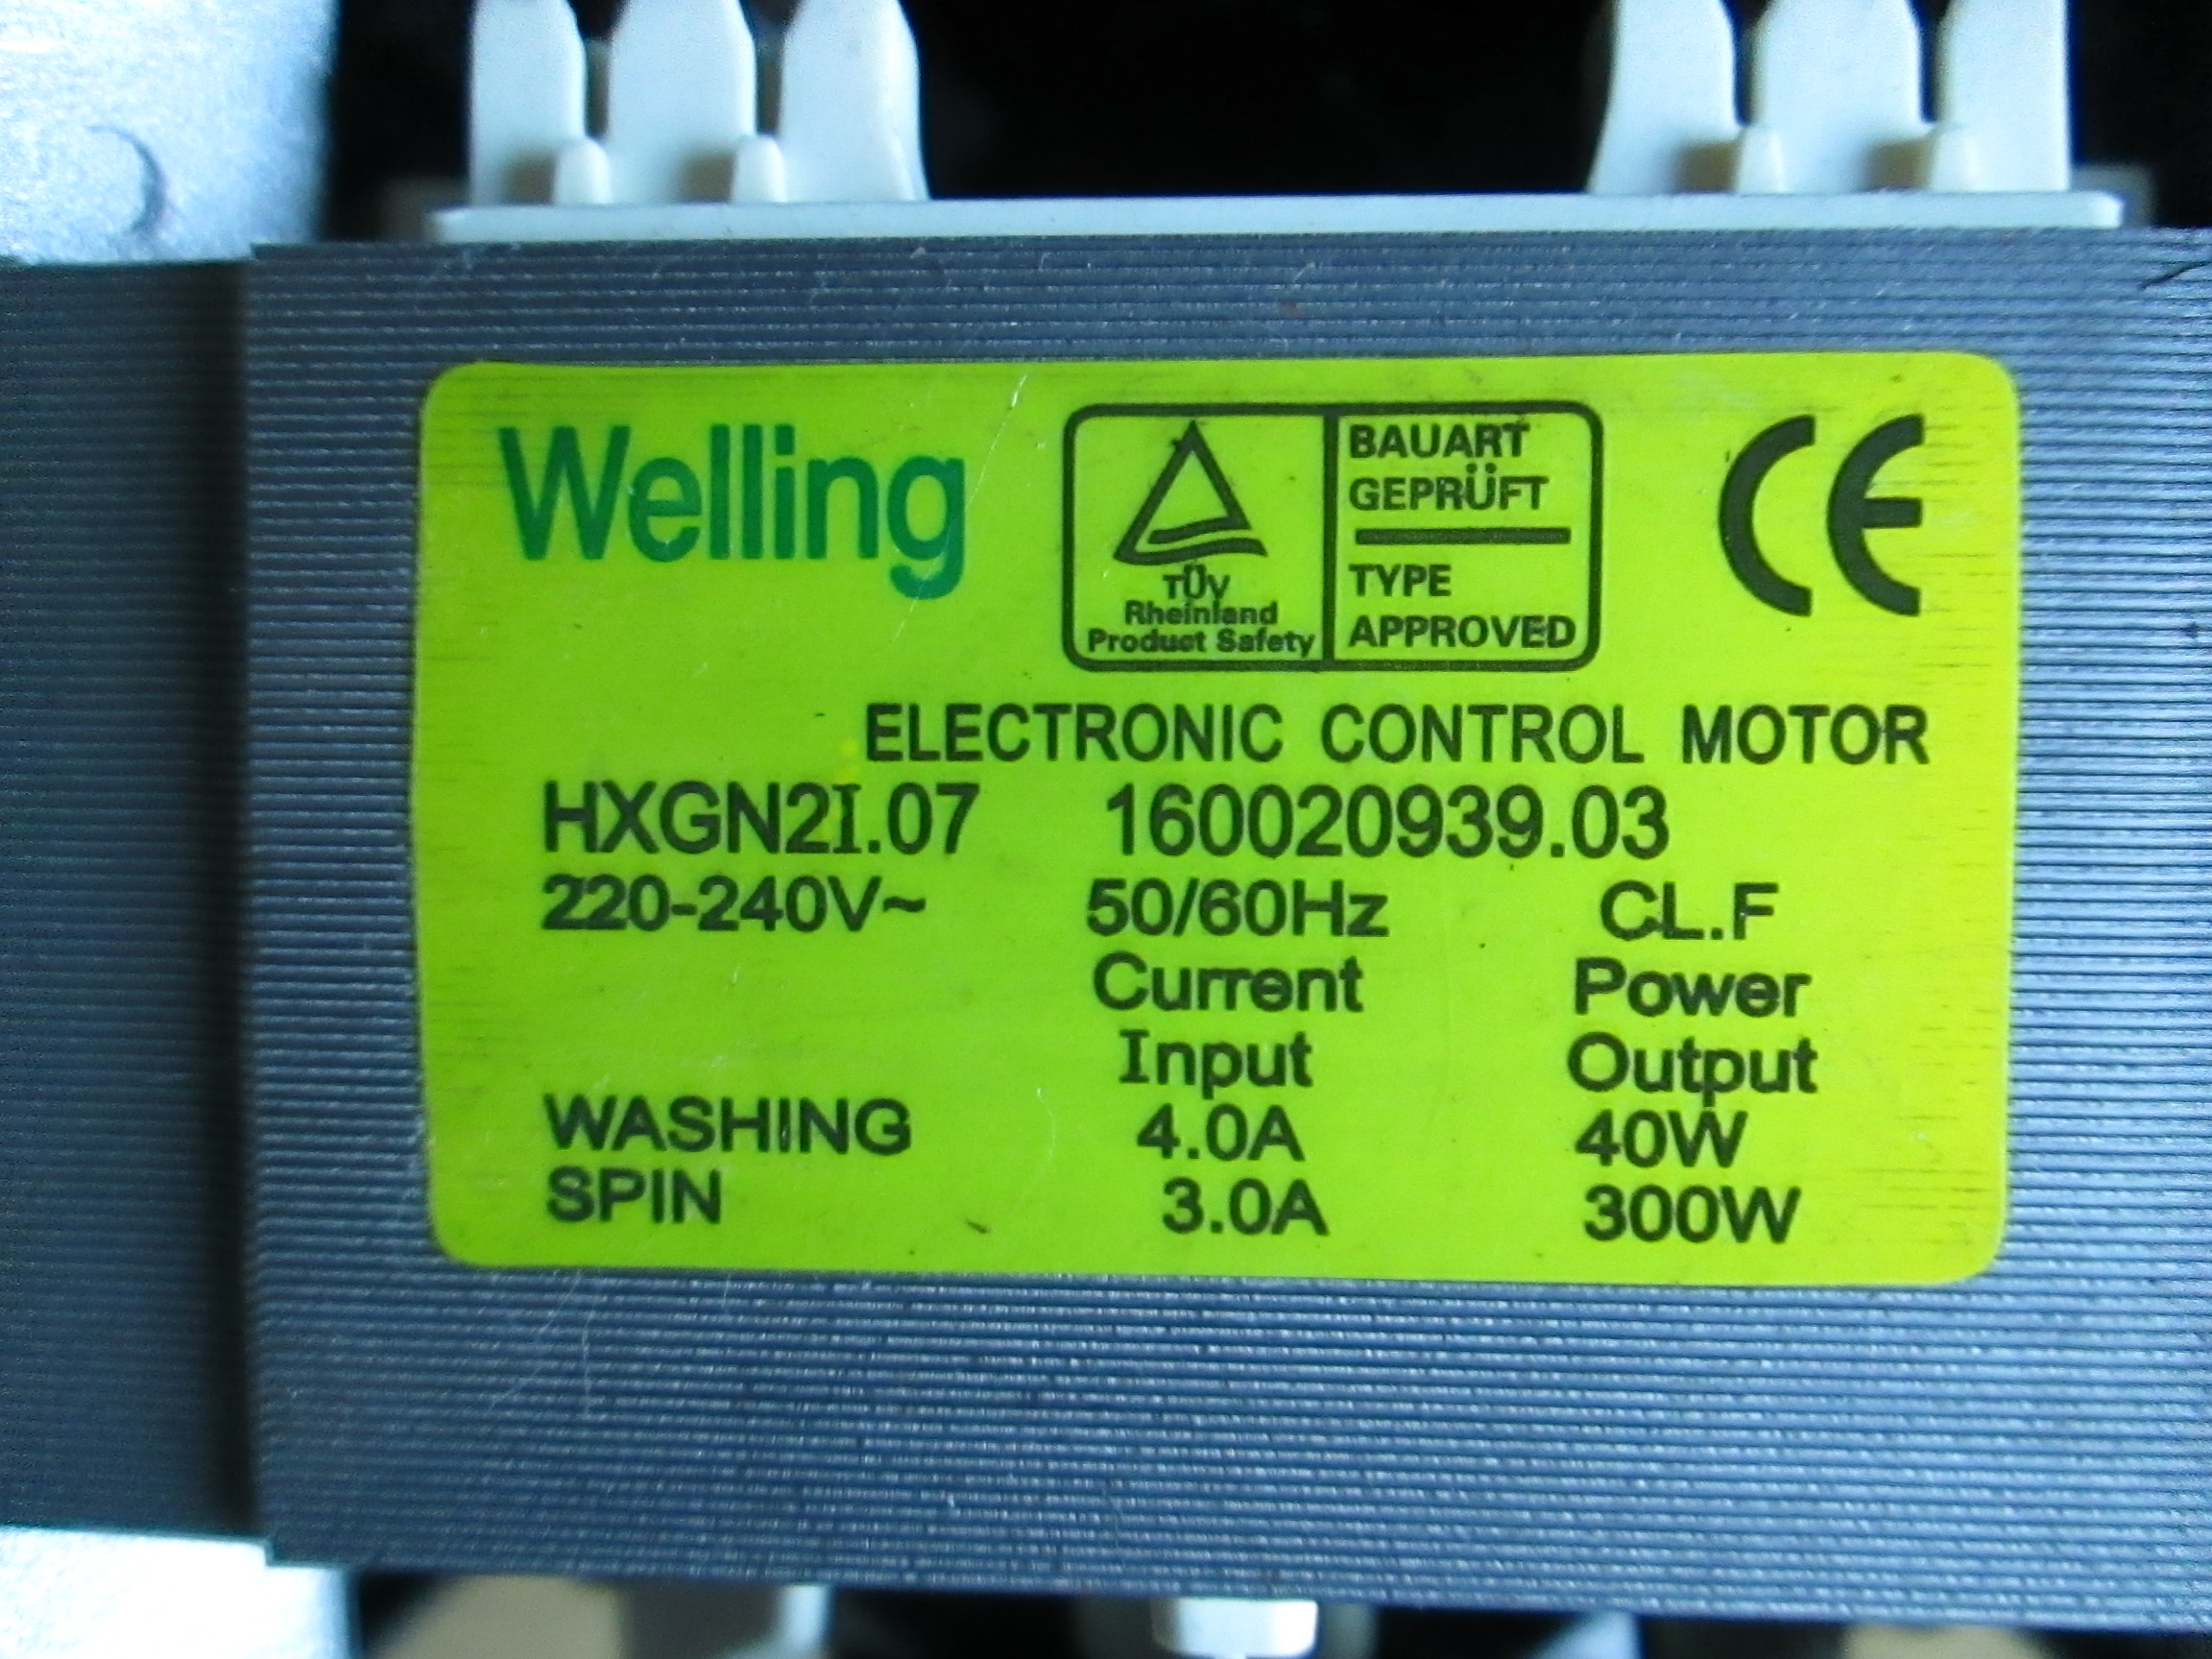 Welling
TÜV
Rheinland
Product Safety
BAUART
GEPRÜFT
TYPE
APPROVED
CE
ELECTRONIC CONTROL MOTOR
HXGN2I.07 160020939.03
220-240V~ 50/60Hz CL.F
Current Power
Input Output
WASHING 4.0A 40W
SPIN 3.0A 300W